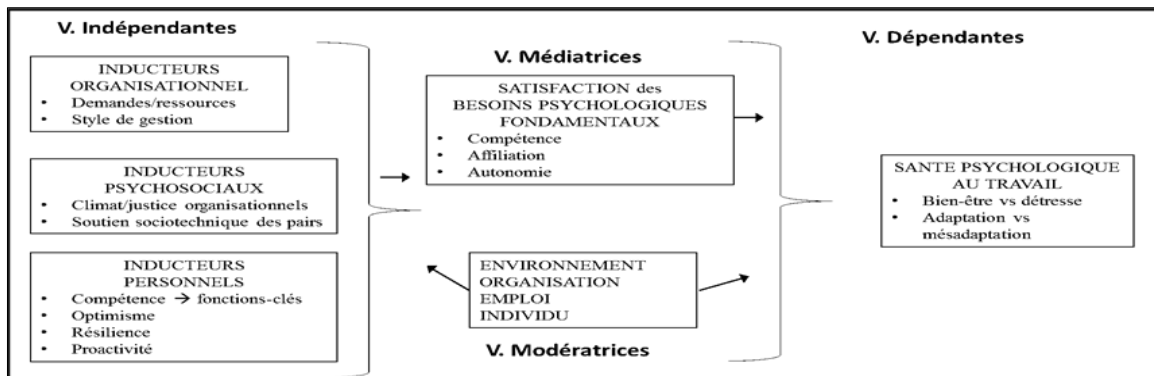 V. Indépendantes
INDUCTEURS
ORGANISATIONNEL
• Demandes/ressources
• Style de gestion
INDUCTEURS
PSYCHOSOCIAUX
• Climat/justice organisationnels
• Soutien sociotechnique des pairs
INDUCTEURS
PERSONNELS
• Compétence → fonctions-clés
• Optimisme
• Résilience
• Proactivité
V. Médiatrices
SATISFACTION des
BESOINS PSYCHOLOGIQUES
FONDAMENTAUX
• Compétence
• Affiliation
• Autonomie
ENVIRONNEMENT
ORGANISATION
EMPLOI
INDIVIDU
V. Modératrices
V. Dépendantes
SANTE PSYCHOLOGIQUE
AU TRAVAIL
• Bien-être vs détresse
• Adaptation vs
mésadaptation